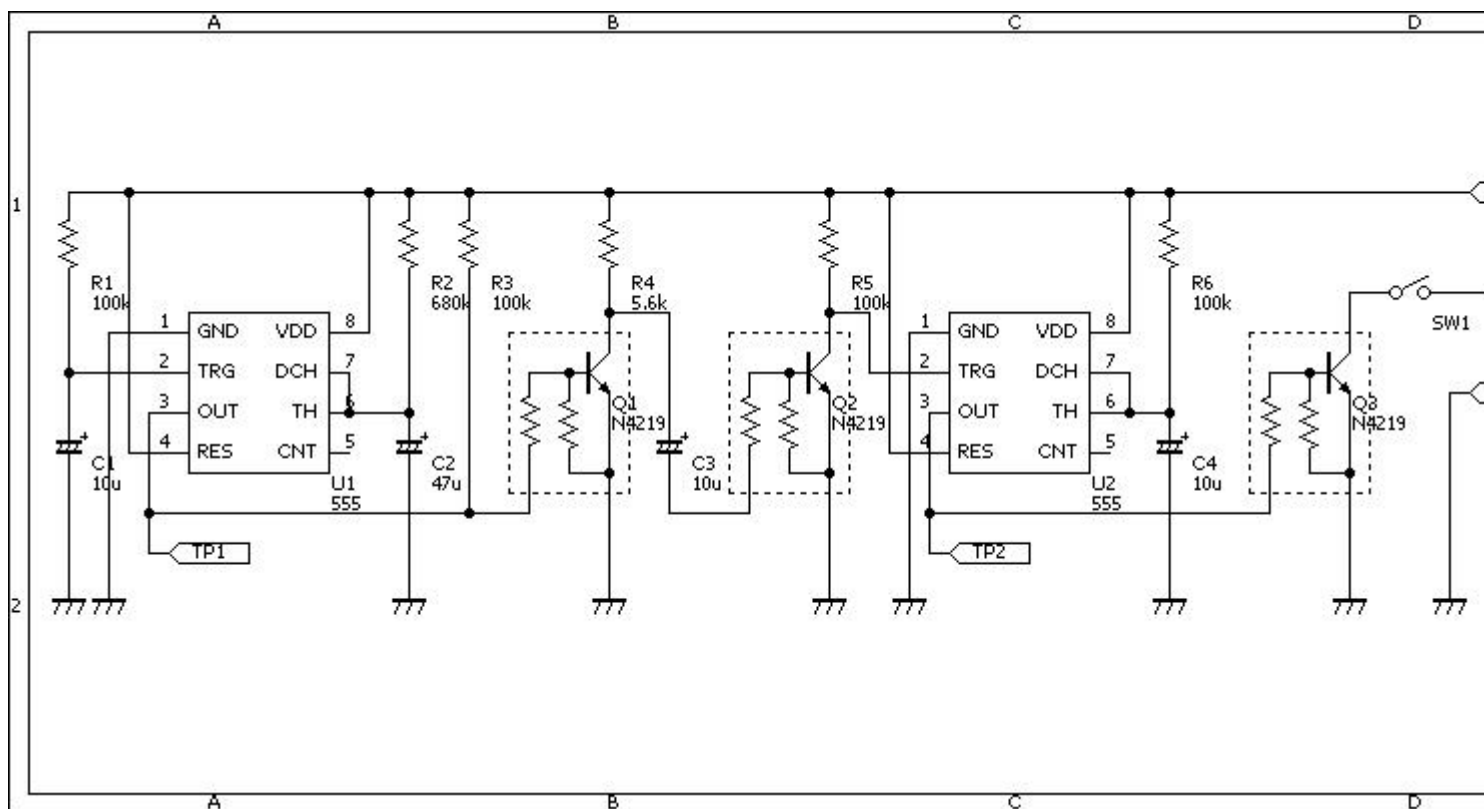 A B C D
1
R1
100k
R2
680k
R3
100k
R4
5.6k
R5
100k
R6
100k
SW1
1 GND VDD 8
2 TRG DCH 7
3 OUT TH 6
4 RES CNT 5
U1
555
C1
10u
C2
47u
Q1
N4219
C3
10u
Q2
N4219
1 GND VDD 8
2 TRG DCH 7
3 OUT TH 6
4 RES CNT 5
U2
555
C4
10u
Q3
N4219
TP1
TP2
2
A B C D